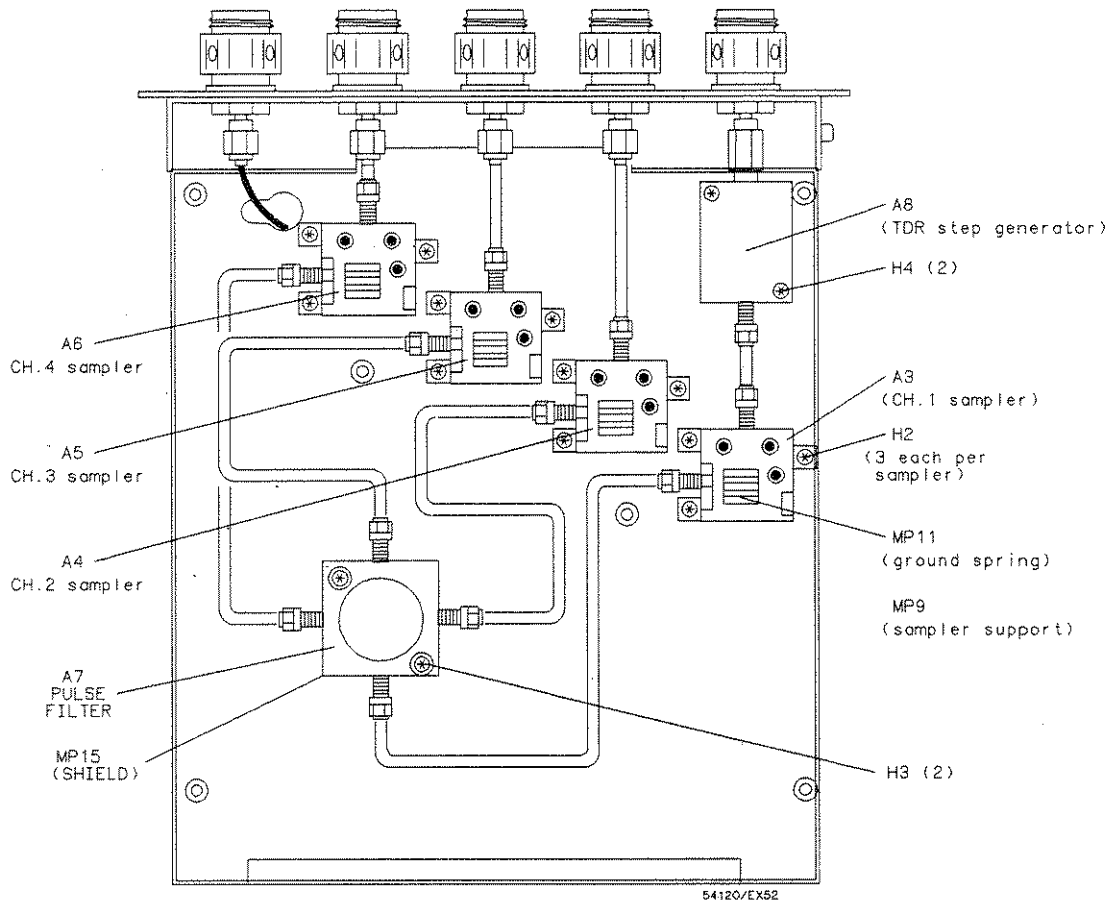 A8
(TDR step generator)
H4 (2)
A6
CH.4 sampler
A3
(CH.1 sampler)
H2
(3 each per
sampler)
A5
CH.3 sampler
MP11
(ground spring)
A4
CH.2 sampler
MP9
(sampler support)
A7
PULSE
FILTER
MP15
(SHIELD)
H3 (2)
54120/EX52